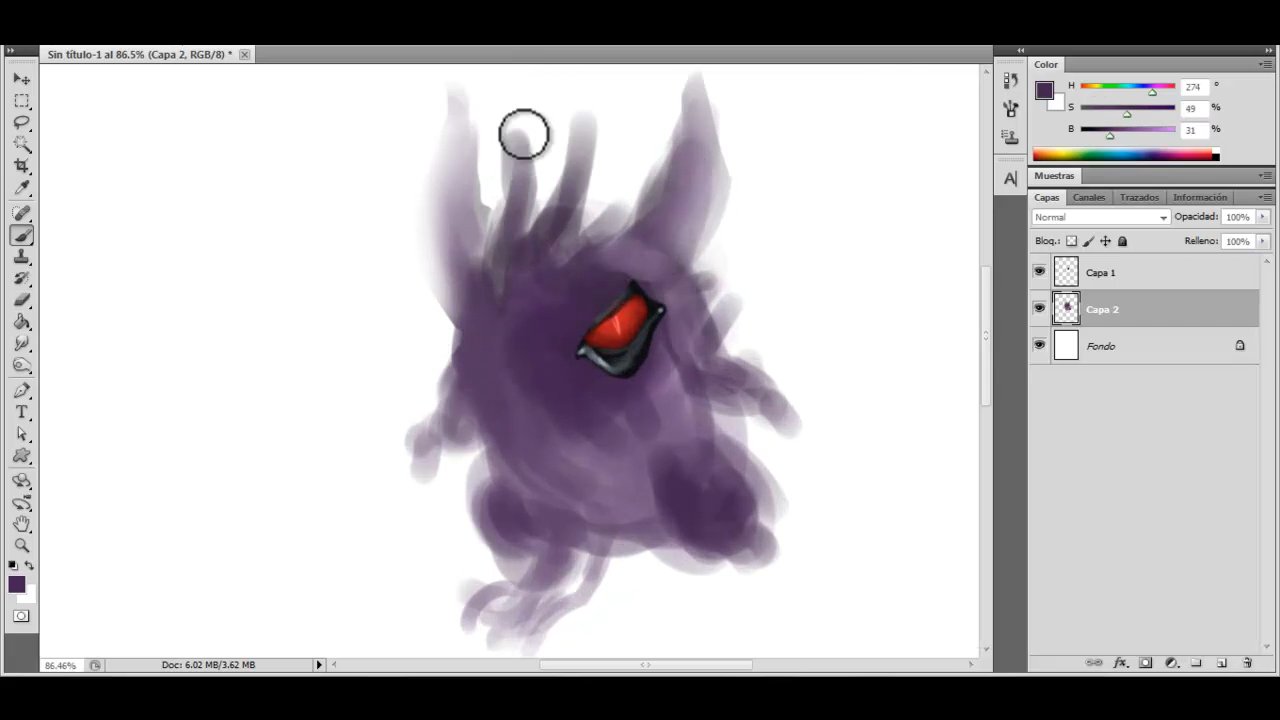 Sin título-1 al 86.5% (Capa 2, RGB/8) *
Color
H 274 °
S 49 %
B 31 %
Muestras
Capas Canales Trazados Información
Normal Opacidad: 100%
Bloq.: Relleno: 100%
Capa 1
Capa 2
Fondo
A
T
fx
86.46% Doc: 6.02 MB/3.62 MB